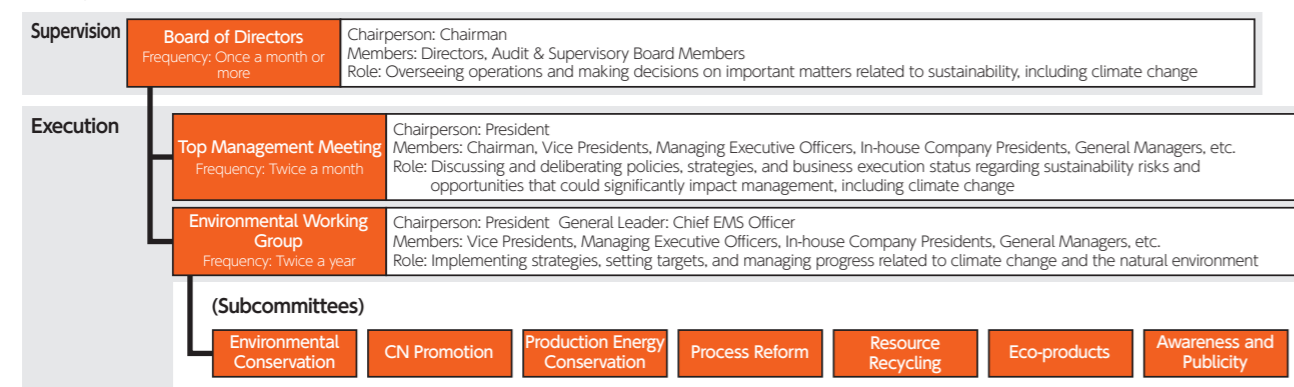 Supervision
Board of Directors
Frequency: Once a month or
more
Chairperson: Chairman
Members: Directors, Audit & Supervisory Board Members
Role: Overseeing operations and making decisions on important matters related to sustainability, including climate change
Execution
Top Management Meeting
Frequency: Twice a month
Chairperson: President
Members: Chairman, Vice Presidents, Managing Executive Officers, In-house Company Presidents, General Managers, etc.
Role: Discussing and deliberating policies, strategies, and business execution status regarding sustainability risks and
opportunities that could significantly impact management, including climate change
Environmental Working
Group
Frequency: Twice a year
Chairperson: President General Leader: Chief EMS Officer
Members: Vice Presidents, Managing Executive Officers, In-house Company Presidents, General Managers, etc.
Role: Implementing strategies, setting targets, and managing progress related to climate change and the natural environment
(Subcommittees)
Environmental
Conservation
CN Promotion
Production Energy
Conservation
Process Reform
Resource
Recycling
Eco-products
Awareness and
Publicity